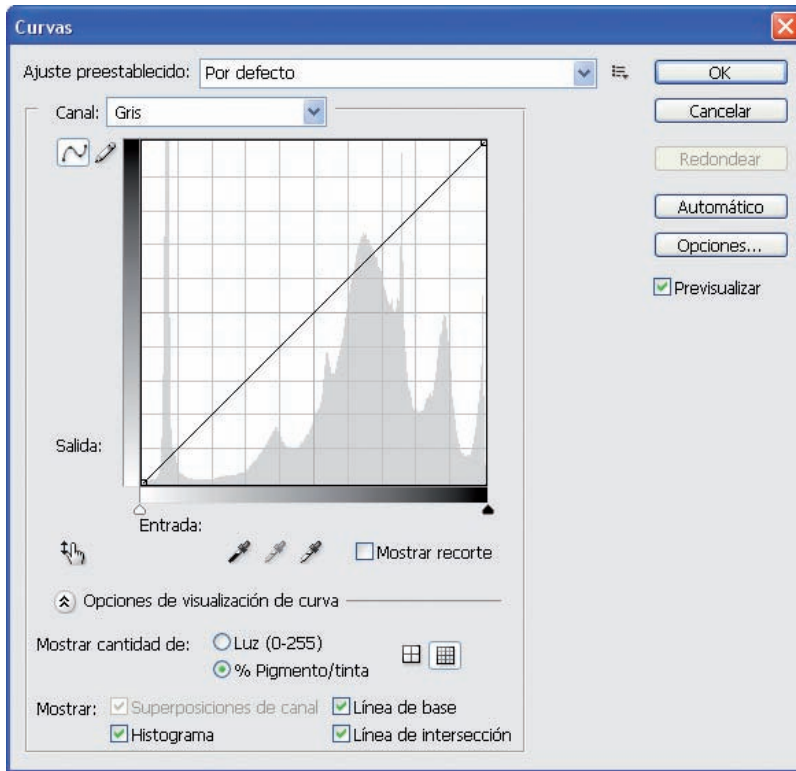 Curvas
Ajuste preestablecido: Por defecto
OK
Canal: Gris
Cancelar
Redondear
Automático
Opciones...
Previsualizar
Salida:
Entrada:
Mostrar recorte
Opciones de visualización de curva
Mostrar cantidad de: Luz (0-255)
% Pigmento/tinta
Mostrar: Superposiciones de canal Línea de base
Histograma Línea de intersección